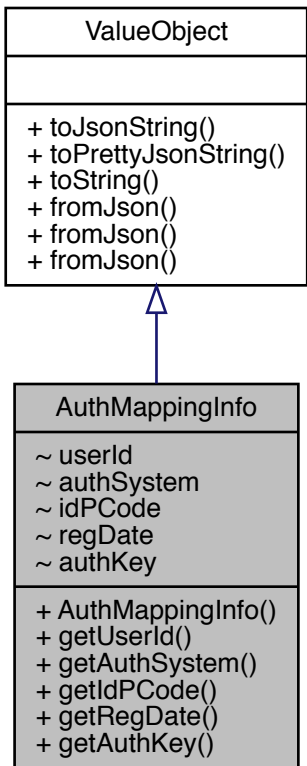 ValueObject
+ toJsonString()
+ toPrettyJsonString()
+ toString()
+ fromJson()
+ fromJson()
+ fromJson()
AuthMappingInfo
~ userId
~ authSystem
~ idPCode
~ regDate
~ authKey
+ AuthMappingInfo()
+ getUserId()
+ getAuthSystem()
+ getIdPCode()
+ getRegDate()
+ getAuthKey()